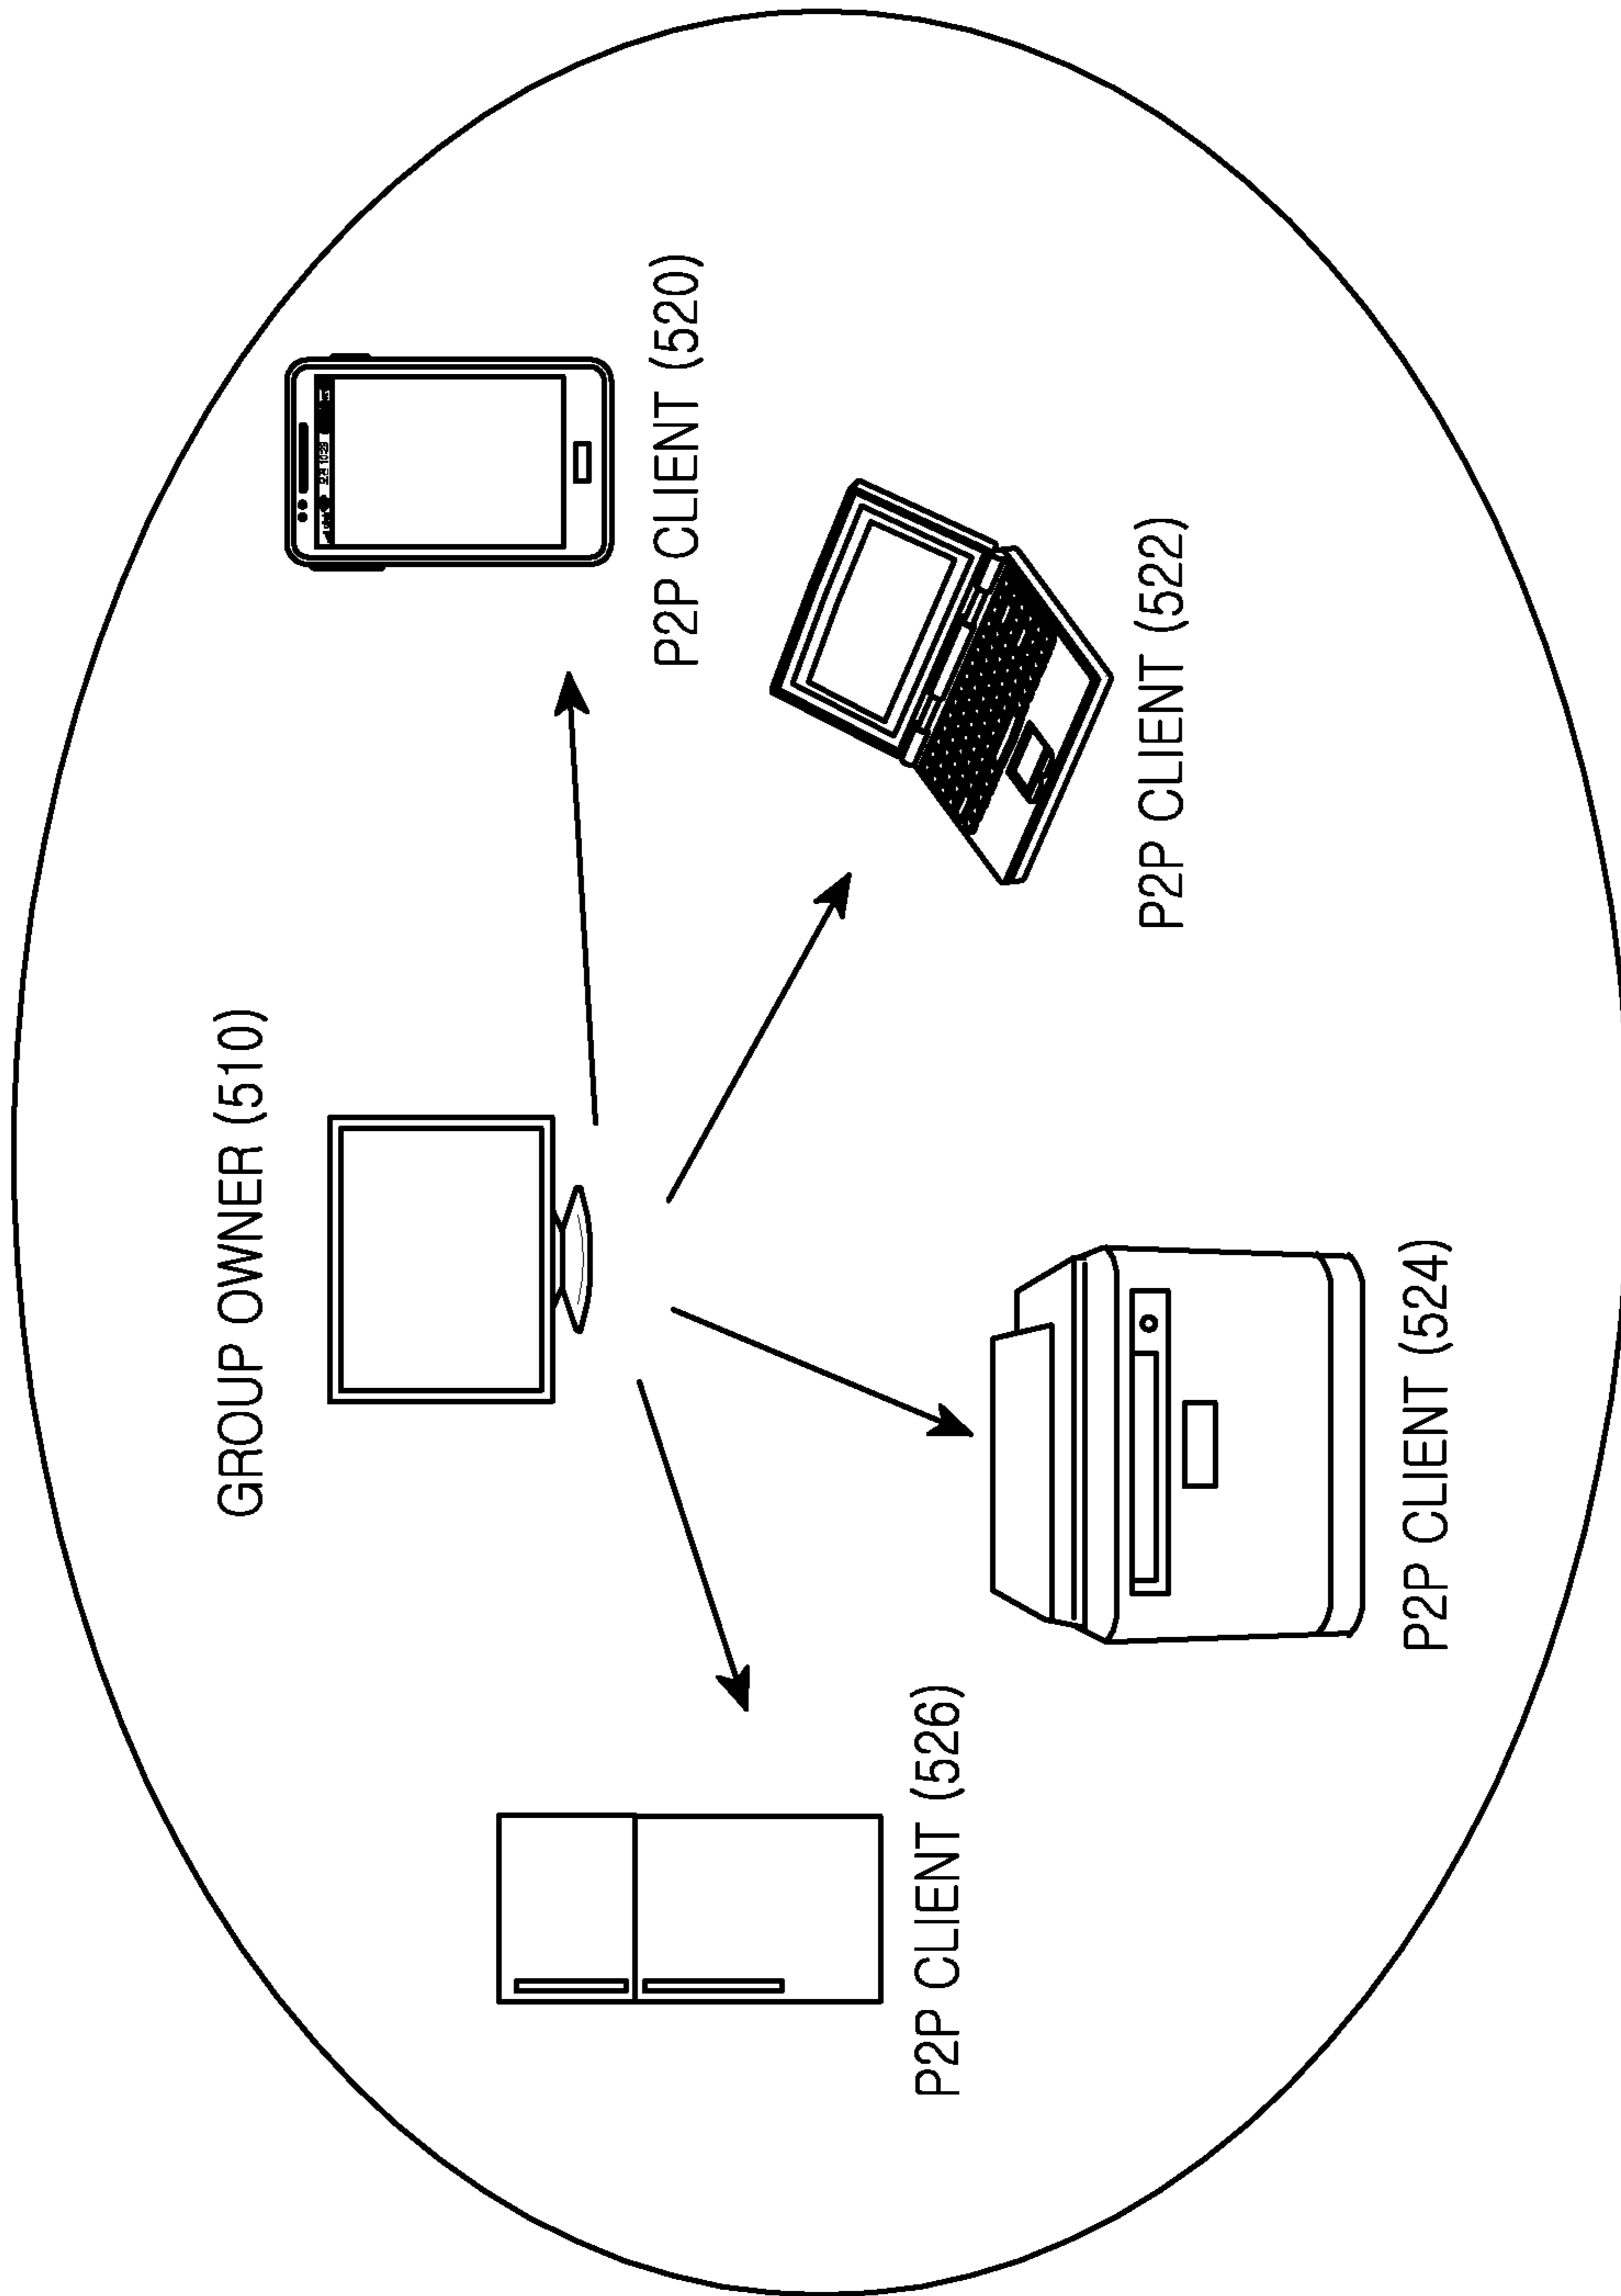 GROUP OWNER (510)
P2P CLIENT (520)
P2P CLIENT (526)
P2P CLIENT (522)
P2P CLIENT (524)